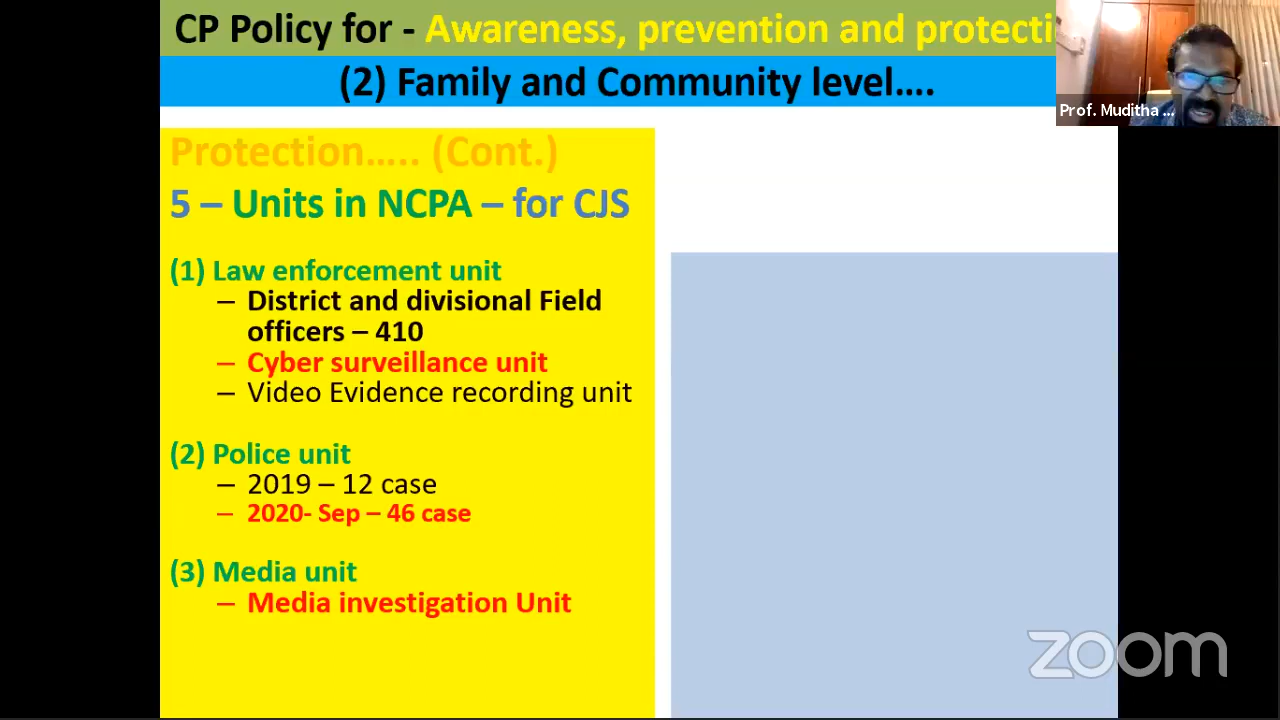 CP Policy for - Awareness, prevention and
(2) Family and Community level....
Prof. Muditha ...
Protection..... (Cont.)
5 – Units in NCPA – for CJS
(1) Law enforcement unit
– District and divisional Field
officers – 410
– Cyber surveillance unit
– Video Evidence recording unit
(2) Police unit
– 2019 – 12 case
– 2020- Sep – 46 case
(3) Media unit
– Media investigation Unit
zoom